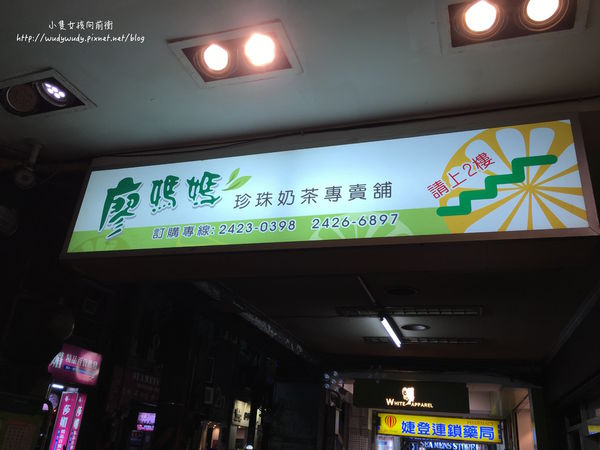 小隻女孩向前衝
http://wudywudy.pixnet.net/blog
廖媽媽 珍珠奶茶專賣舖
訂購專線: 2423-0398 2426-6897
請上2樓
WHITE APPAREL
婕登連鎖藥局
SEAMENS STORE